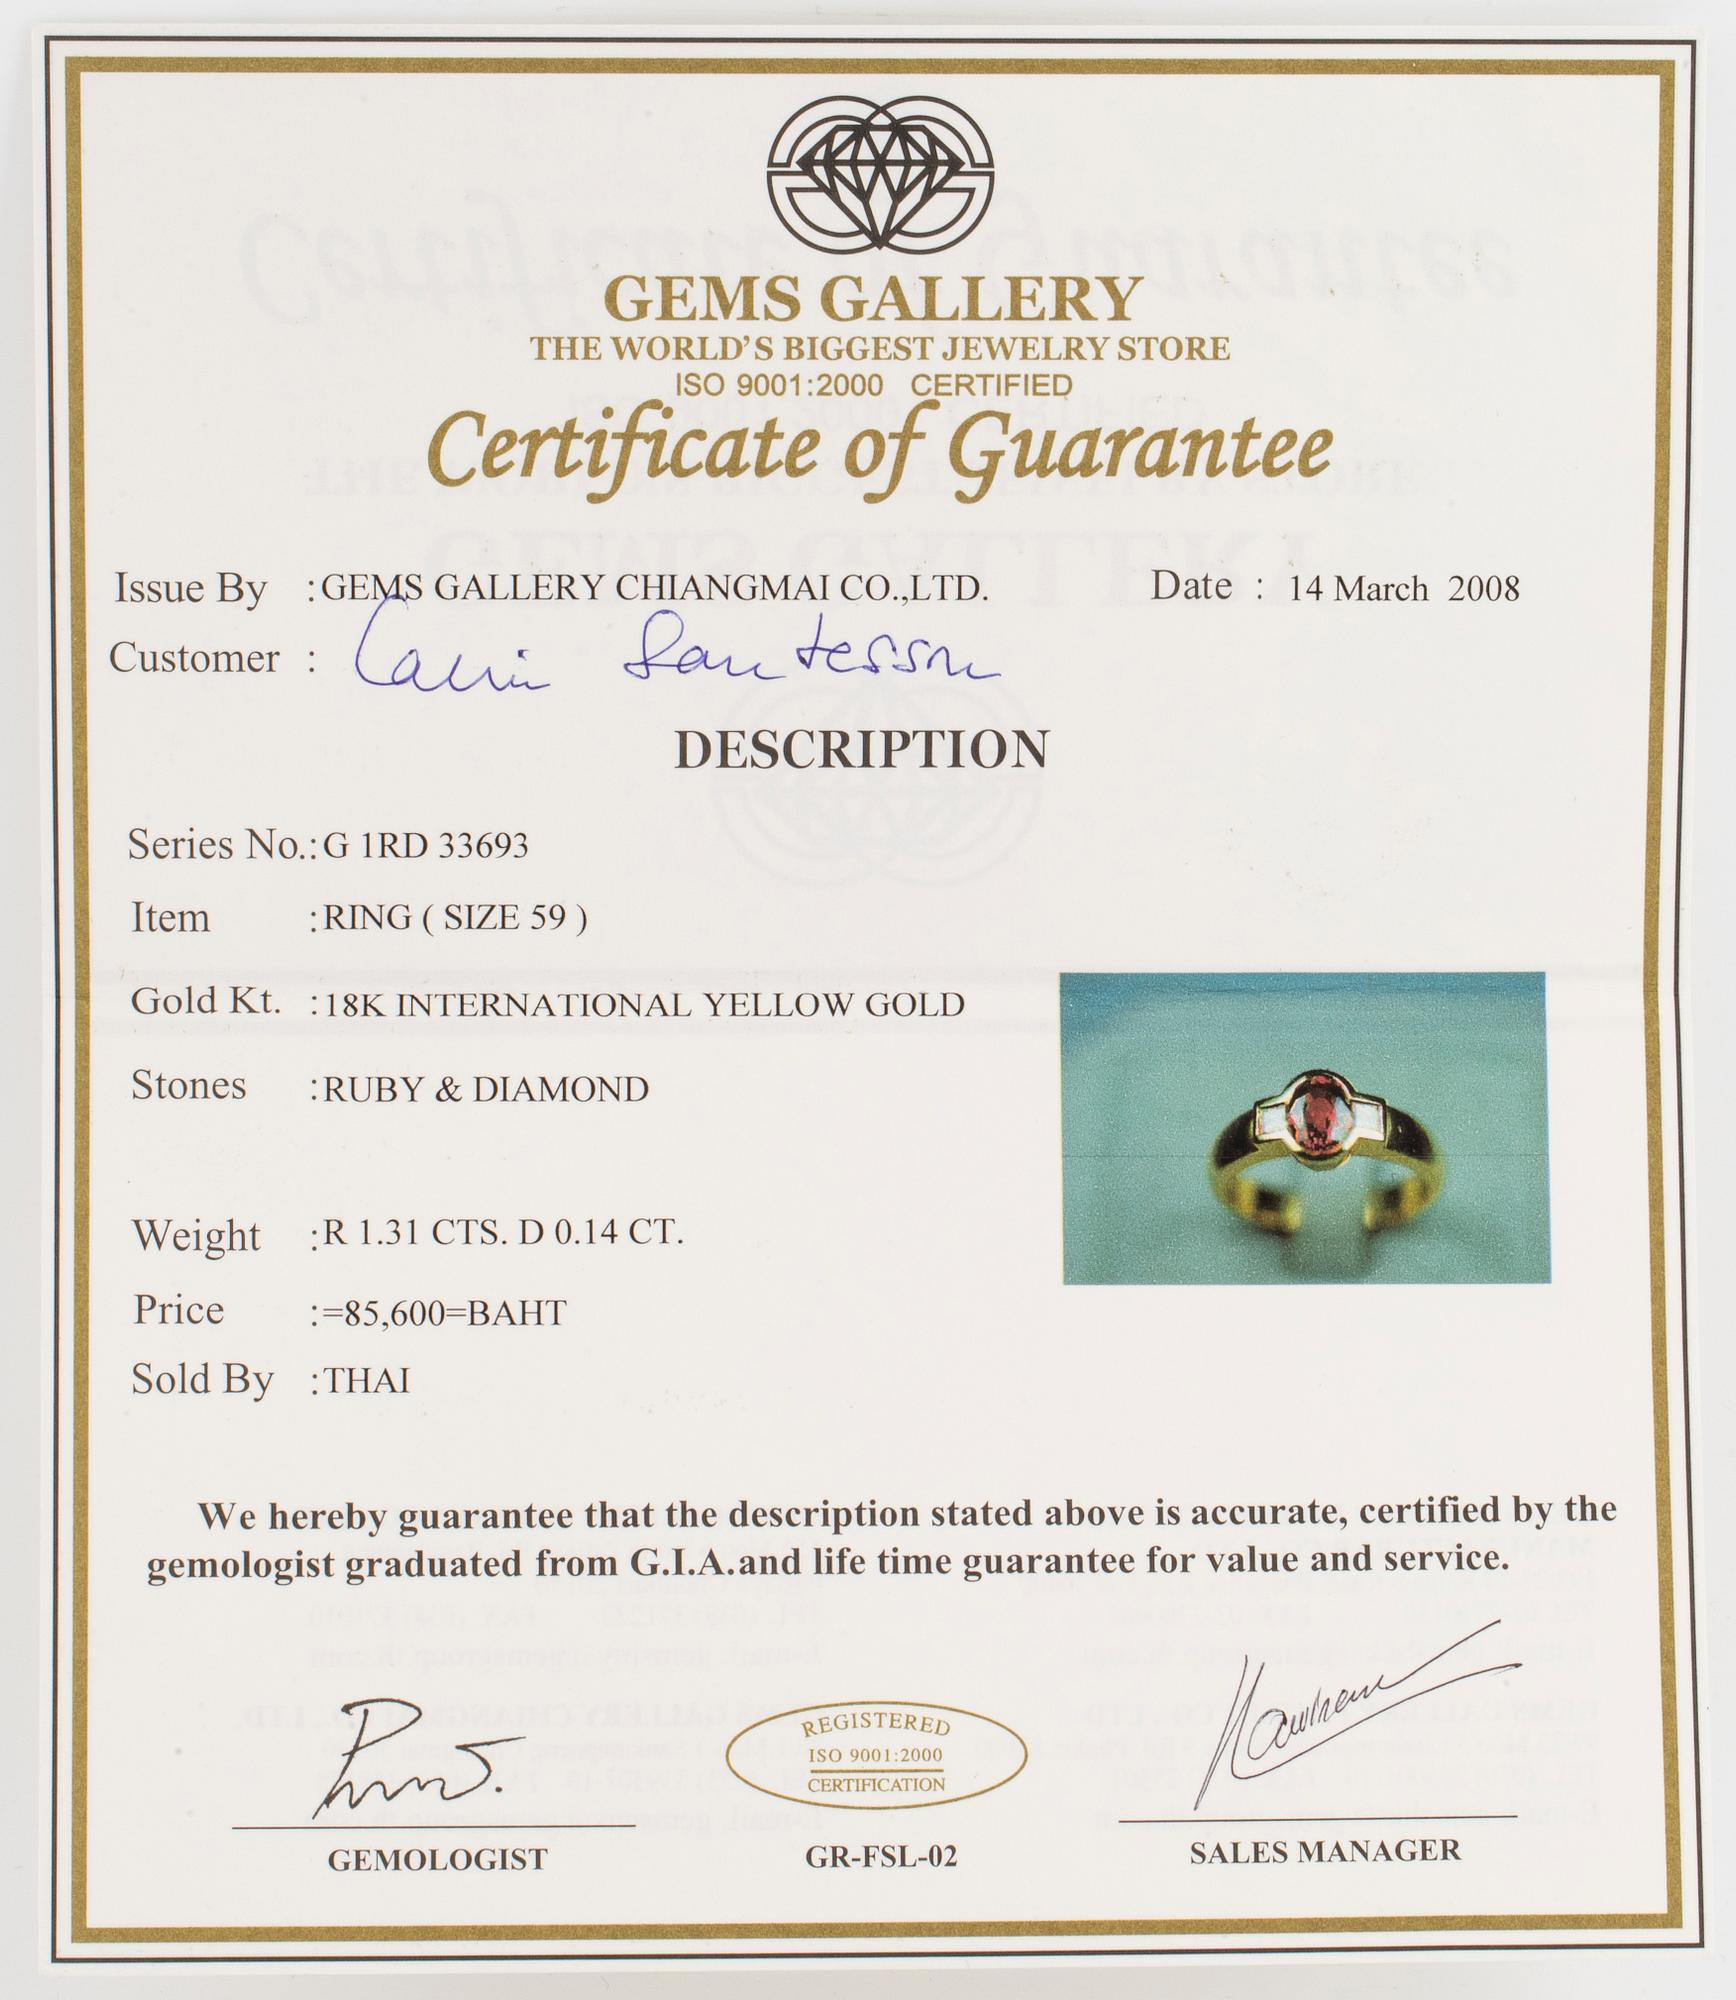 GEMS GALLERY
THE WORLD'S BIGGEST JEWELRY STORE
ISO 9001:2000 CERTIFIED
Certificate of Guarantee
Issue By :GEMS GALLERY CHIANGMAI CO.,LTD. Date : 14 March 2008
Customer : Santesson
DESCRIPTION
Series No.:G 1RD 33693
Item :RING ( SIZE 59 )
Gold Kt. :18K INTERNATIONAL YELLOW GOLD
Stones :RUBY & DIAMOND
Weight :R 1.31 CTS. D 0.14 CT.
Price :=85,600=BAHT
Sold By :THAI
We hereby guarantee that the description stated above is accurate, certified by the
gemologist graduated from G.I.A.and life time guarantee for value and service.
REGISTERED
ISO 9001:2000
CERTIFICATION
GEMOLOGIST GR-FSL-02 SALES MANAGER